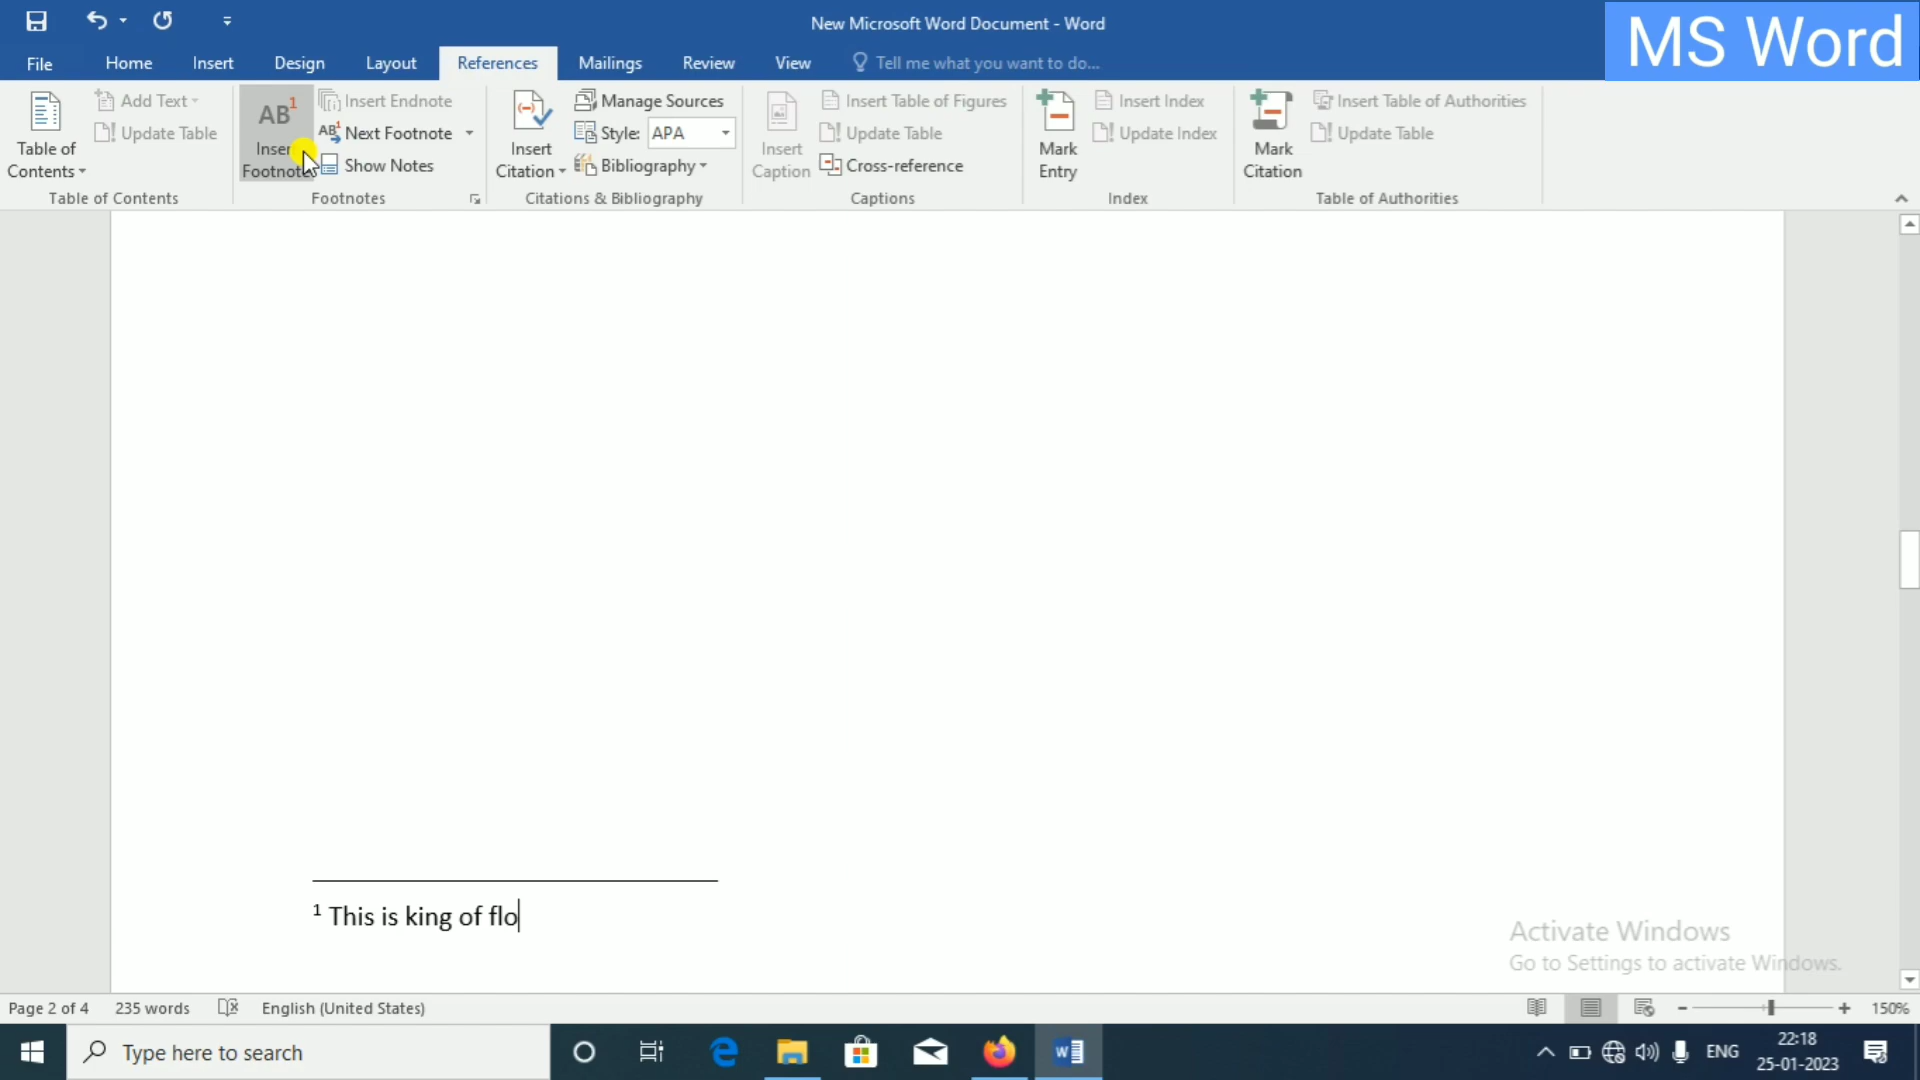 New Microsoft Word Document - Word
MS Word
File Home Insert Design Layout References Mailings Review View Tell me what you want to do...
Table of Contents
Add Text
Update Table
Table of Contents
AB1
Insert Footnote
Insert Endnote
AB1 Next Footnote
Show Notes
Footnotes
Insert Citation
Manage Sources
Style: APA
Bibliography
Citations & Bibliography
Insert Caption
Insert Table of Figures
Update Table
Cross-reference
Captions
Mark Entry
Insert Index
Update Index
Index
Mark Citation
Insert Table of Authorities
Update Table
Table of Authorities
1 This is king of flo
Activate Windows
Go to Settings to activate Windows.
Page 2 of 4 235 words English (United States) 150%
Type here to search
ENG
22:18
25-01-2023